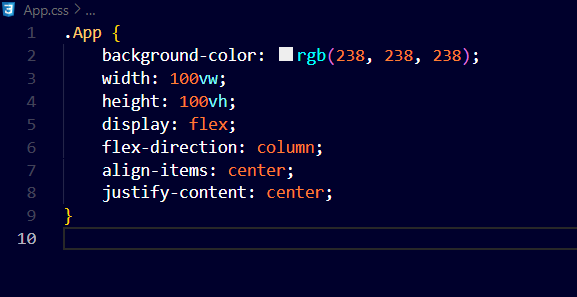 App.css > ...
1 .App {
2     background-color: rgb(238, 238, 238);
3     width: 100vw;
4     height: 100vh;
5     display: flex;
6     flex-direction: column;
7     align-items: center;
8     justify-content: center;
9 }
10